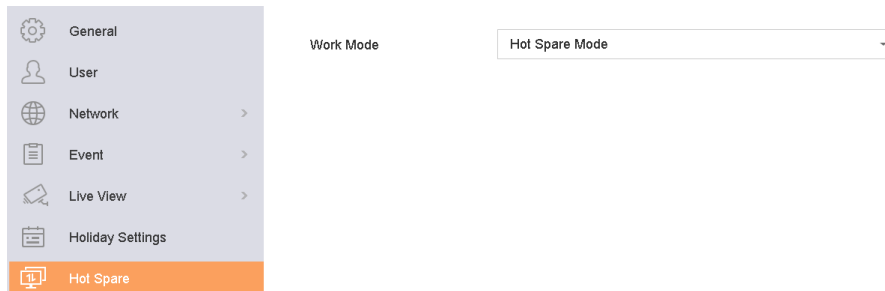 General
Work Mode
Hot Spare Mode
User
Network
Event
Live View
Holiday Settings
Hot Spare